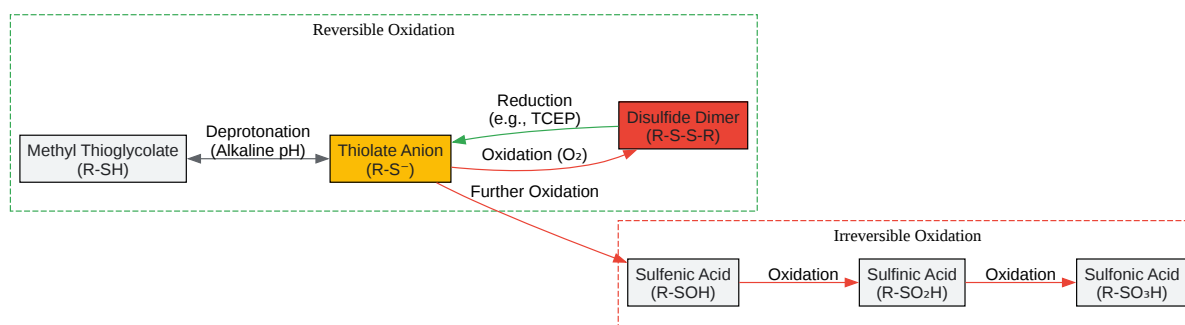 Reversible Oxidation
Methyl Thioglycolate
(R-SH)
Deprotonation
(Alkaline pH)
Thiolate Anion
(R-S⁻)
Reduction
(e.g., TCEP)
Oxidation (O₂)
Disulfide Dimer
(R-S-S-R)
Further Oxidation
Irreversible Oxidation
Sulfenic Acid
(R-SOH)
Oxidation
Sulfinic Acid
(R-SO₂H)
Oxidation
Sulfonic Acid
(R-SO₃H)